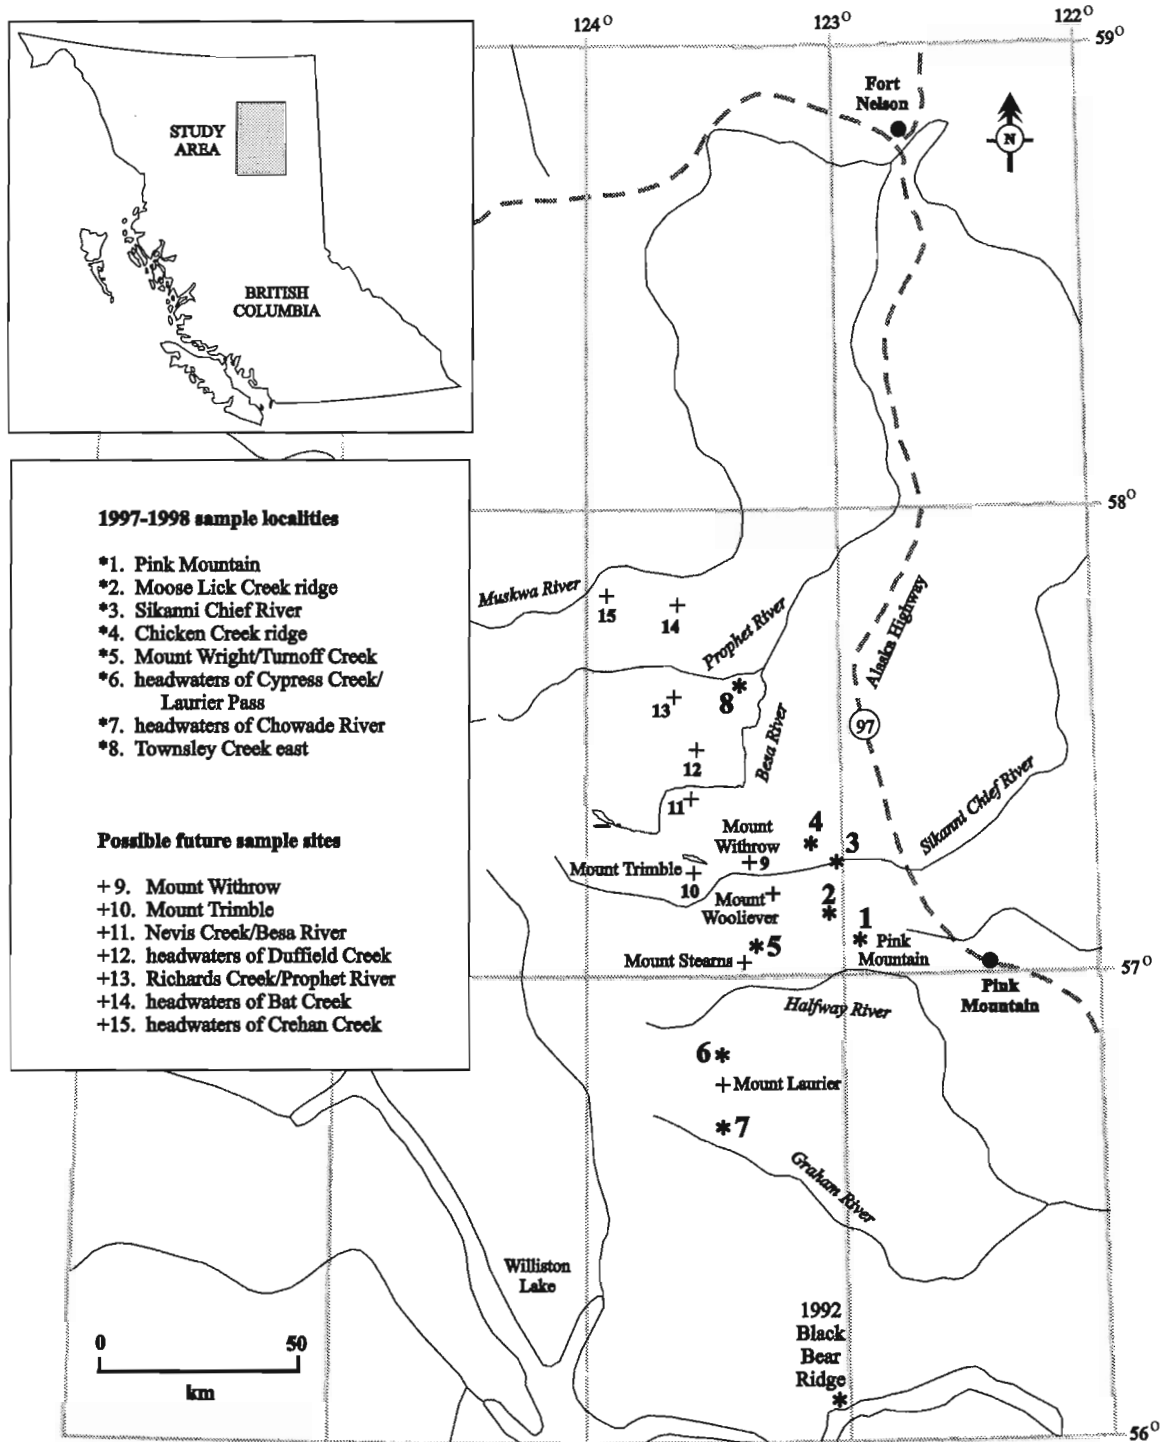 124O
123O
122O
59O
Fort
Nelson
N
STUDY
AREA
BRITISH
COLUMBIA
58O
1997-1998 sample localities
*1. Pink Mountain
*2. Moose Lick Creek ridge
*3. Sikanni Chief River
*4. Chicken Creek ridge
*5. Mount Wright/Turnoff Creek
*6. headwaters of Cypress Creek/
Laurier Pass
*7. headwaters of Chowade River
*8. Townsley Creek east
Possible future sample sites
+ 9. Mount Withrow
+10. Mount Trimble
+11. Nevis Creek/Besa River
+12. headwaters of Duffield Creek
+13. Richards Creek/Prophet River
+14. headwaters of Bat Creek
+15. headwaters of Crehan Creek
Muskwa River
+
15
+
14
Prophet River
Alaska Highway
13 +
* 8
97
Besa River
+
12
11 +
Sikanni Chief River
Mount
Withrow
+ 9
4
*
3
*
Mount Trimble +
10
Mount +
Wooliever
2
*
1
* Pink
Mountain
* 5
Mount Stearns +
57O
Pink
Mountain
Halfway River
6 *
+ Mount Laurier
* 7
Graham River
Williston
Lake
1992
Black
Bear
Ridge
*
0 50
km
56O